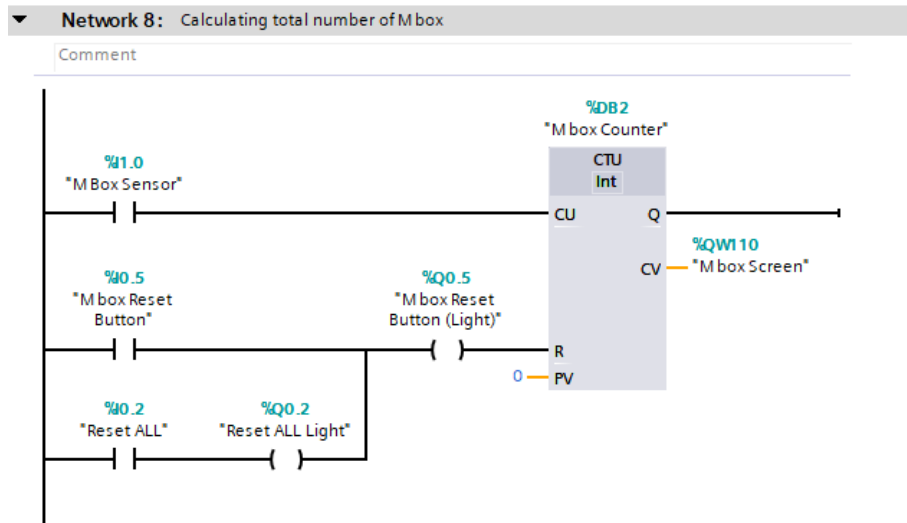 Network 8: Calculating total number of M box
Comment
%DB2
"M box Counter"
CTU
Int
%I1.0
"M Box Sensor"
CU
Q
%QW110
"M box Screen"
CV
%I0.5
"M box Reset
Button"
%Q0.5
"M box Reset
Button (Light)"
R
0
PV
%I0.2
"Reset ALL"
%Q0.2
"Reset ALL Light"